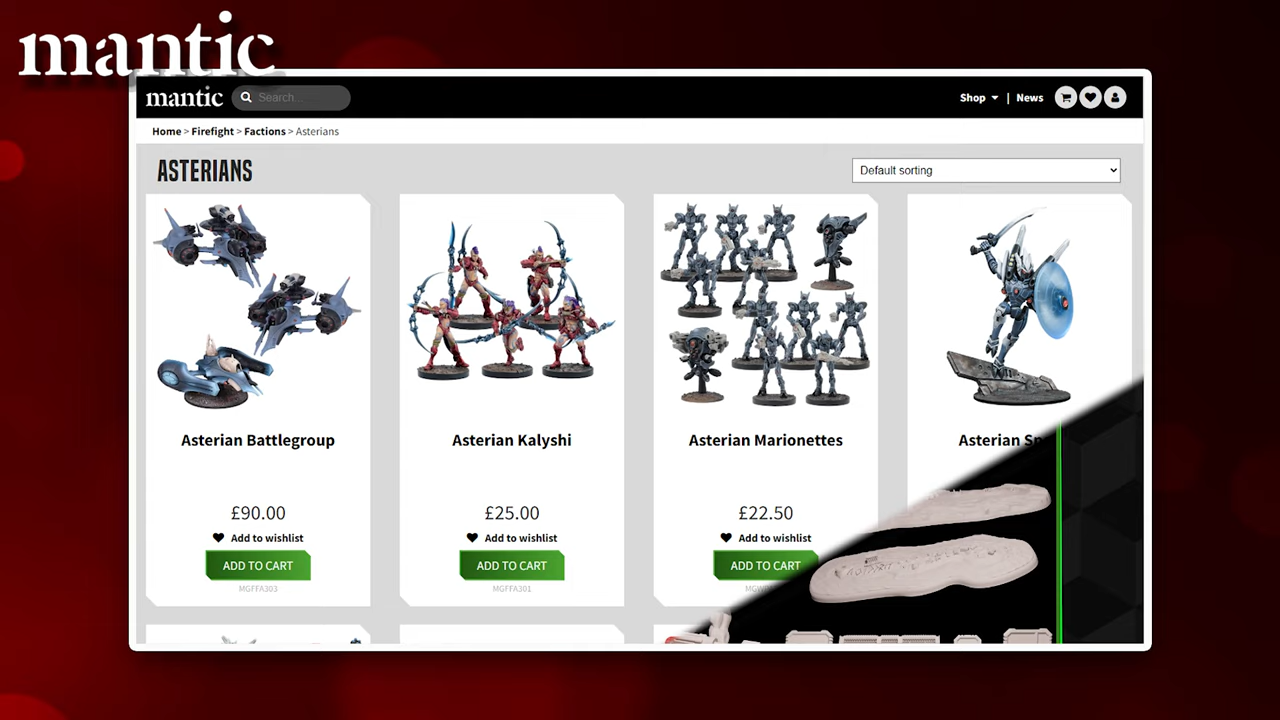 mantic
mantic
Search...
Shop | News
Home > Firefight > Factions > Asterians
ASTERIANS
Default sorting
Asterian Battlegroup
Asterian Kalyshi
Asterian Marionettes
Asterian
£90.00
£25.00
£22.50
Add to wishlist
Add to wishlist
Add to wishlist
ADD TO CART
ADD TO CART
ADD TO CART
MGFFA303
MGFFA301